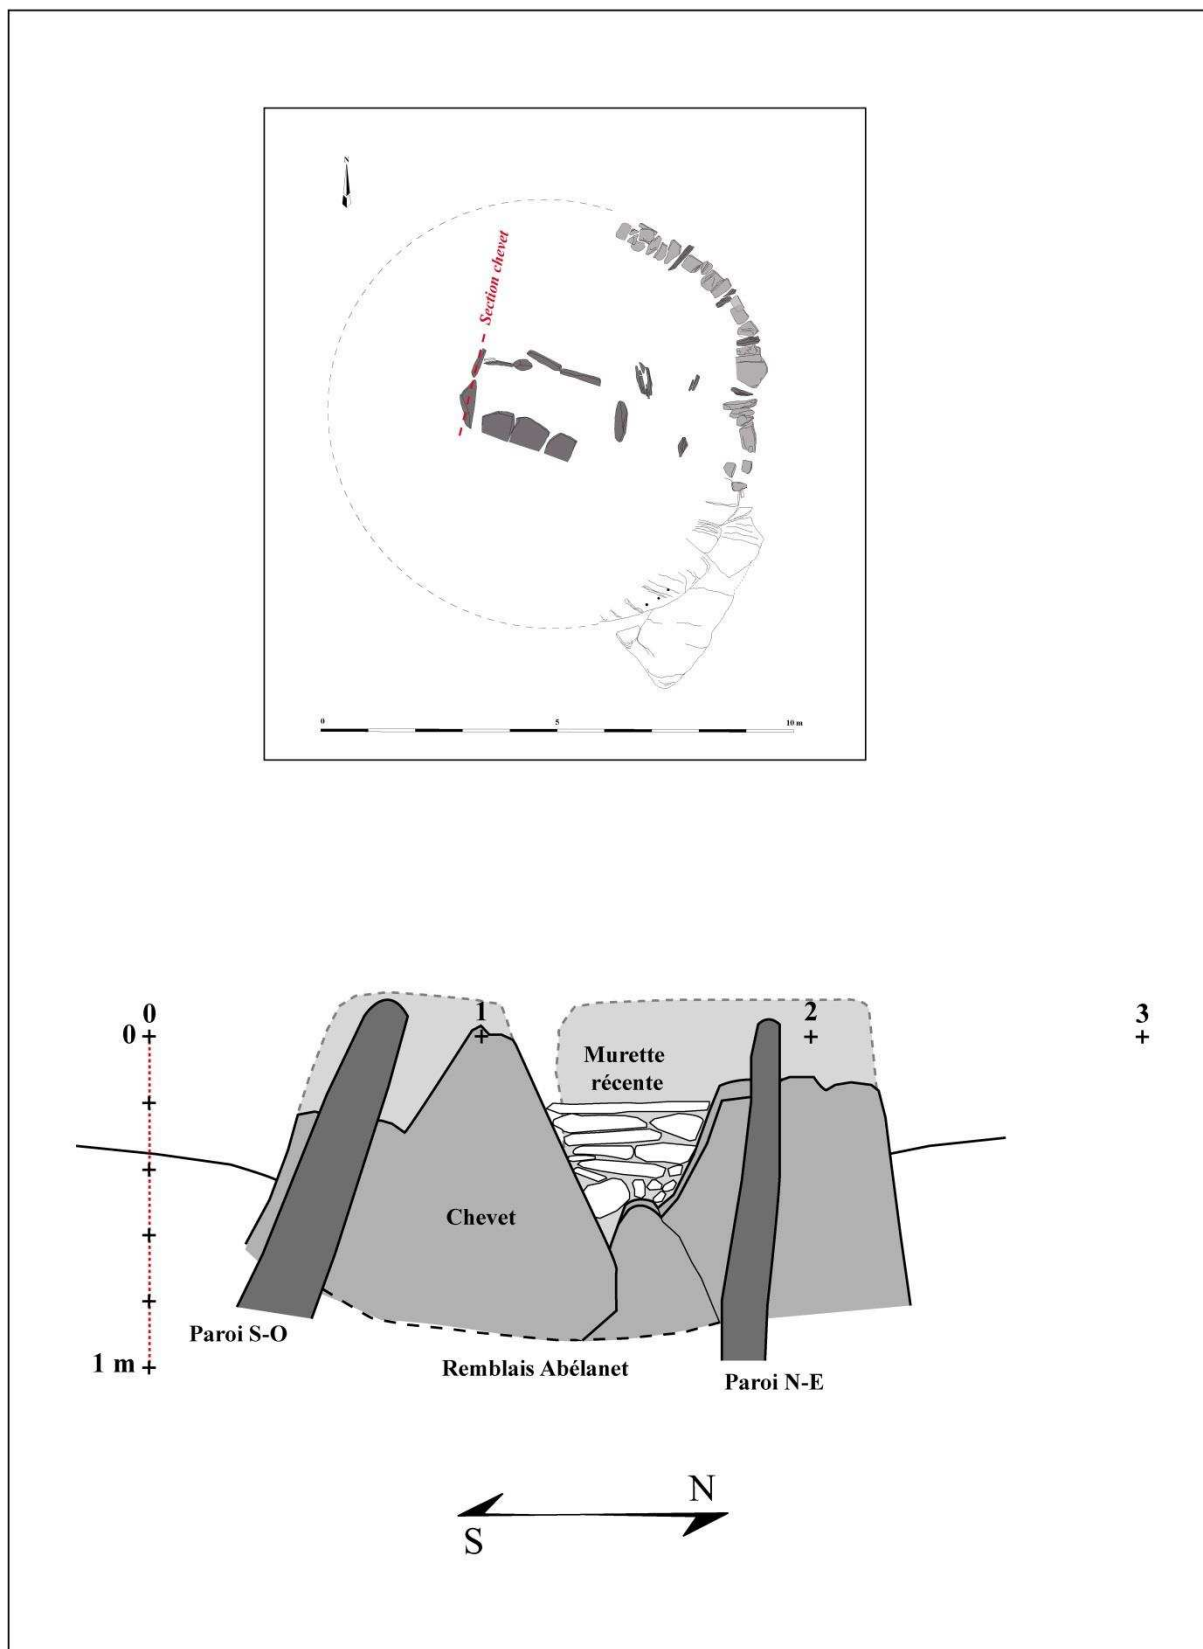 N
Section chevet
0 5 10 m
0 1 2 3
0
Murette
récente
Chevet
Paroi S-O
1 m
Remblais Abélanet
Paroi N-E
N
S